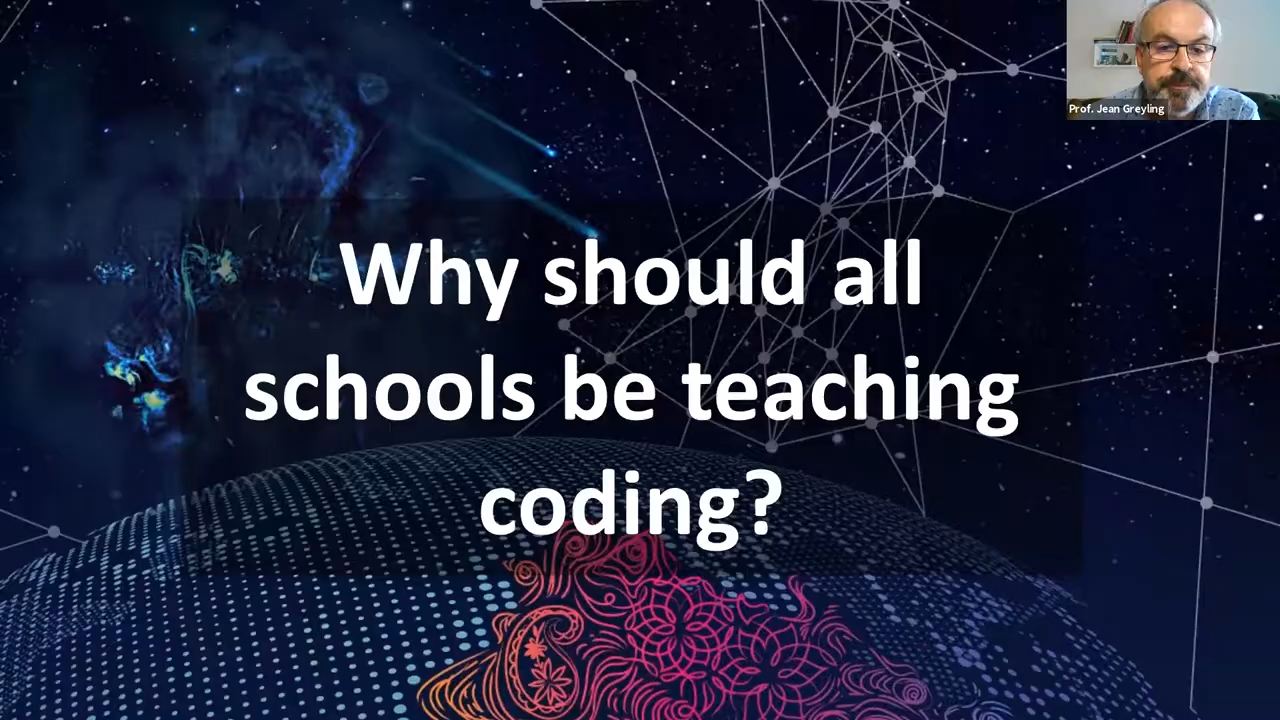 Prof. Jean Greyling
Why should all
schools be teaching
coding?